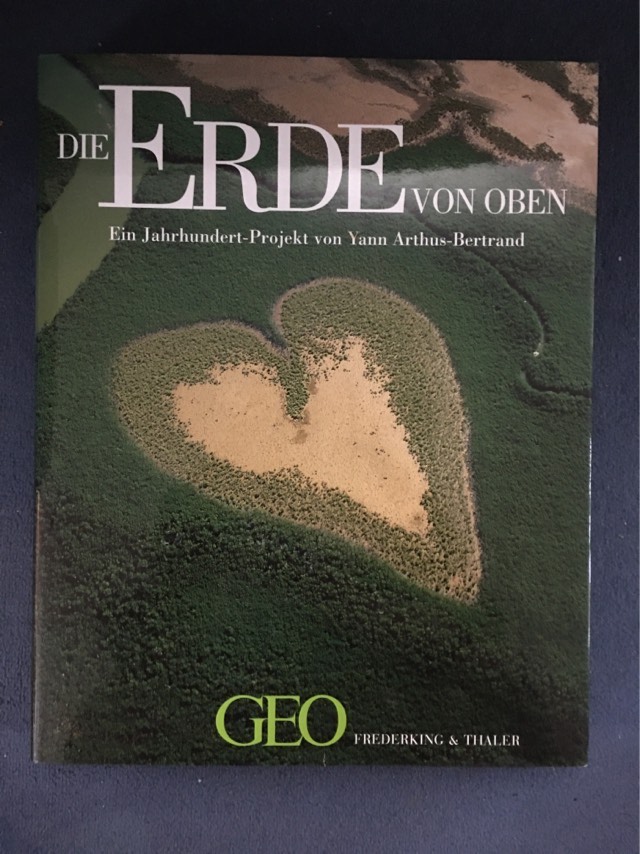 DIE ERDE VON OBEN
Ein Jahrhundert-Projekt von Yann Arthus-Bertrand
GEO FREDERKING & THALER